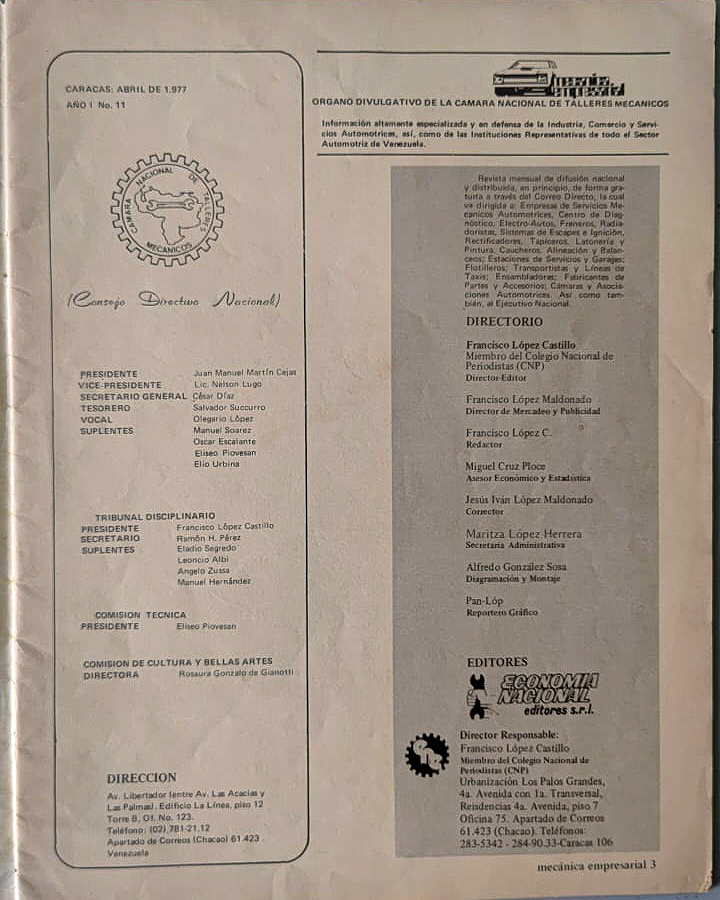 CARACAS: ABRIL DE 1.977
AÑO I No. 11
CAMARA NACIONAL DE TALLERES
MECANICOS
(Consejo Directivo Nacional)
PRESIDENTE Juan Manuel Martín Cejas
VICE-PRESIDENTE Lic. Nelson Lugo
SECRETARIO GENERAL César Díaz
TESORERO Salvador Succurro
VOCAL Olegario López
SUPLENTES Manuel Soarez
Oscar Escalante
Eliseo Piovesan
Elio Urbina
TRIBUNAL DISCIPLINARIO
PRESIDENTE Francisco López Castillo
SECRETARIO Ramón H. Pérez
SUPLENTES Eladio Segredo
Leoncio Albi
Angelo Zussa
Manuel Hernández
COMISION TECNICA
PRESIDENTE Eliseo Piovesan
COMISION DE CULTURA Y BELLAS ARTES
DIRECTORA Rosaura Gonzalo de Gianotti
DIRECCION
Av. Libertador (entre Av. Las Acacias y
Las Palmas). Edificio La Línea, piso 12
Torre B, Of. No. 123.
Teléfono: (02) 781-21.12
Apartado de Correos (Chacao) 61.423
Venezuela
mecánica empresarial
ORGANO DIVULGATIVO DE LA CAMARA NACIONAL DE TALLERES MECANICOS
Información altamente especializada y en defensa de la Industria, Comercio y Servi-
cios Automotrices, así, como de las Instituciones Representativas de todo el Sector
Automotriz de Venezuela.
Revista mensual de difusión nacional
y distribuída, en principio, de forma gra-
tuita a través del Correo Directo, la cual
va dirigida a: Empresas de Servicios Me-
canicos Automotrices, Centro de Diag-
nóstico, Electro-Autos, Freneros, Radia-
doristas, Sistemas de Escapes e Ignición,
Rectificadores, Tapiceros, Latonería y
Pintura, Caucheros, Alineación y Balan-
ceos; Estaciones de Servicios y Garages;
Flotilleros; Transportistas y Líneas de
Taxis; Ensambladoras; Fabricantes de
Partes y Accesorios; Cámaras y Asocia-
ciones Automotrices. Así como tam-
bién, al Ejecutivo Nacional.
DIRECTORIO
Francisco López Castillo
Miembro del Colegio Nacional de
Periodistas (CNP)
Director-Editor
Francisco López Maldonado
Director de Mercadeo y Publicidad
Francisco López C.
Redactor
Miguel Cruz Ploce
Asesor Económico y Estadística
Jesús Iván López Maldonado
Corrector
Maritza López Herrera
Secretaria Administrativa
Alfredo González Sosa
Diagramación y Montaje
Pan-Lóp
Reportero Gráfico
EDITORES
ECONOMIA
NACIONAL
editores s.r.l.
Director Responsable:
Francisco López Castillo
Miembro del Colegio Nacional de
Periodistas (CNP)
Urbanización Los Palos Grandes,
4a. Avenida con 1a. Transversal,
Reisdencias 4a. Avenida, piso 7
Oficina 75. Apartado de Correos
61.423 (Chacao). Teléfonos:
283-5342 - 284-90.33-Caracas 106
mecánica empresarial 3